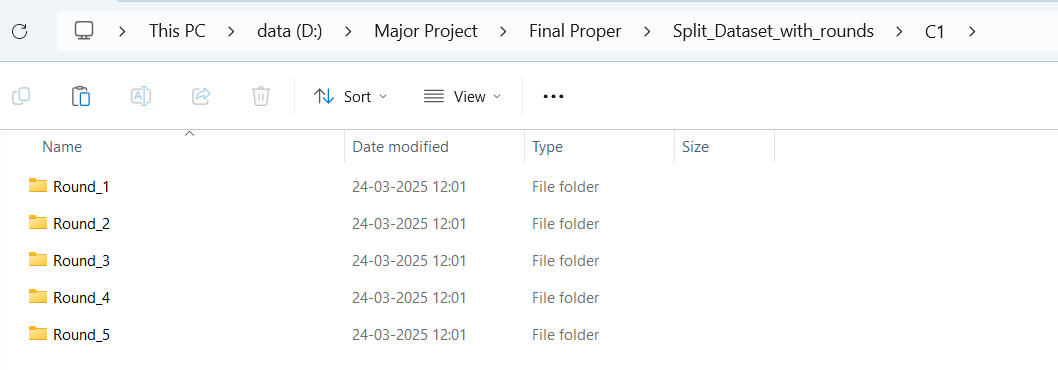 This PC > data (D:) > Major Project > Final Proper > Split_Dataset_with_rounds > C1 >
Sort View ...
Name Date modified Type Size
Round_1 24-03-2025 12:01 File folder
Round_2 24-03-2025 12:01 File folder
Round_3 24-03-2025 12:01 File folder
Round_4 24-03-2025 12:01 File folder
Round_5 24-03-2025 12:01 File folder